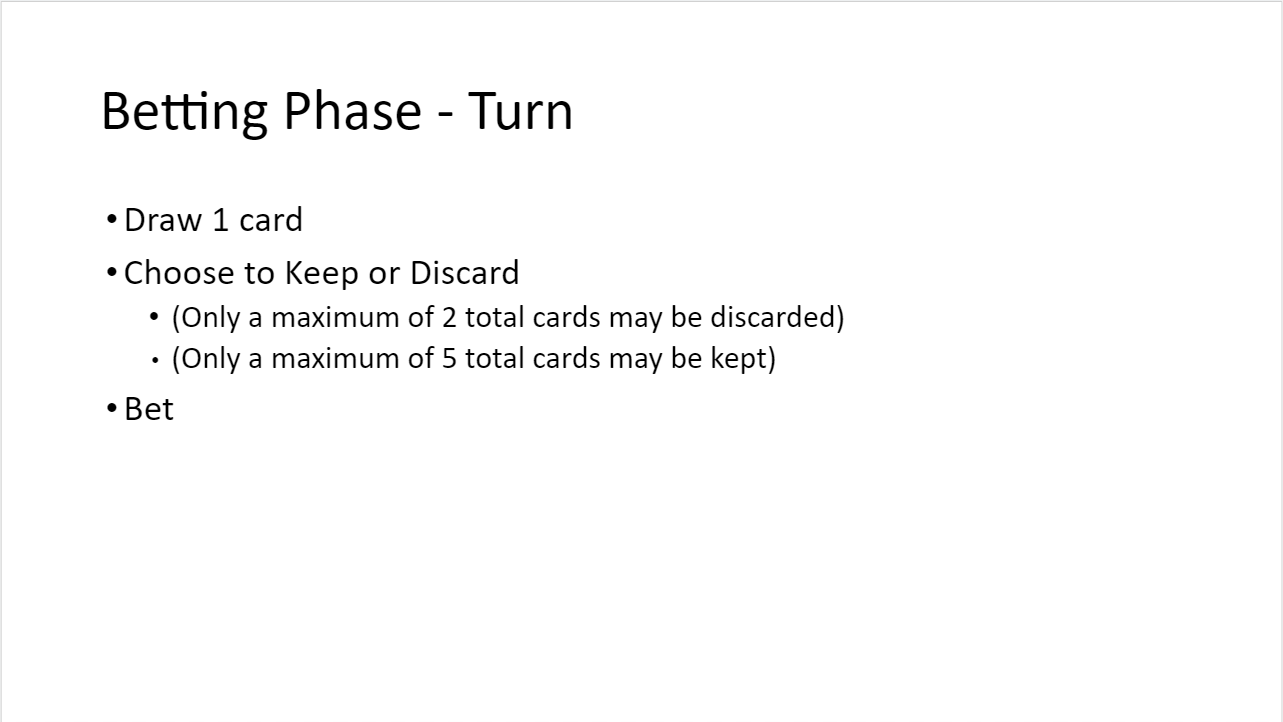 Betting Phase - Turn
• Draw 1 card
• Choose to Keep or Discard
• (Only a maximum of 2 total cards may be discarded)
• (Only a maximum of 5 total cards may be kept)
• Bet